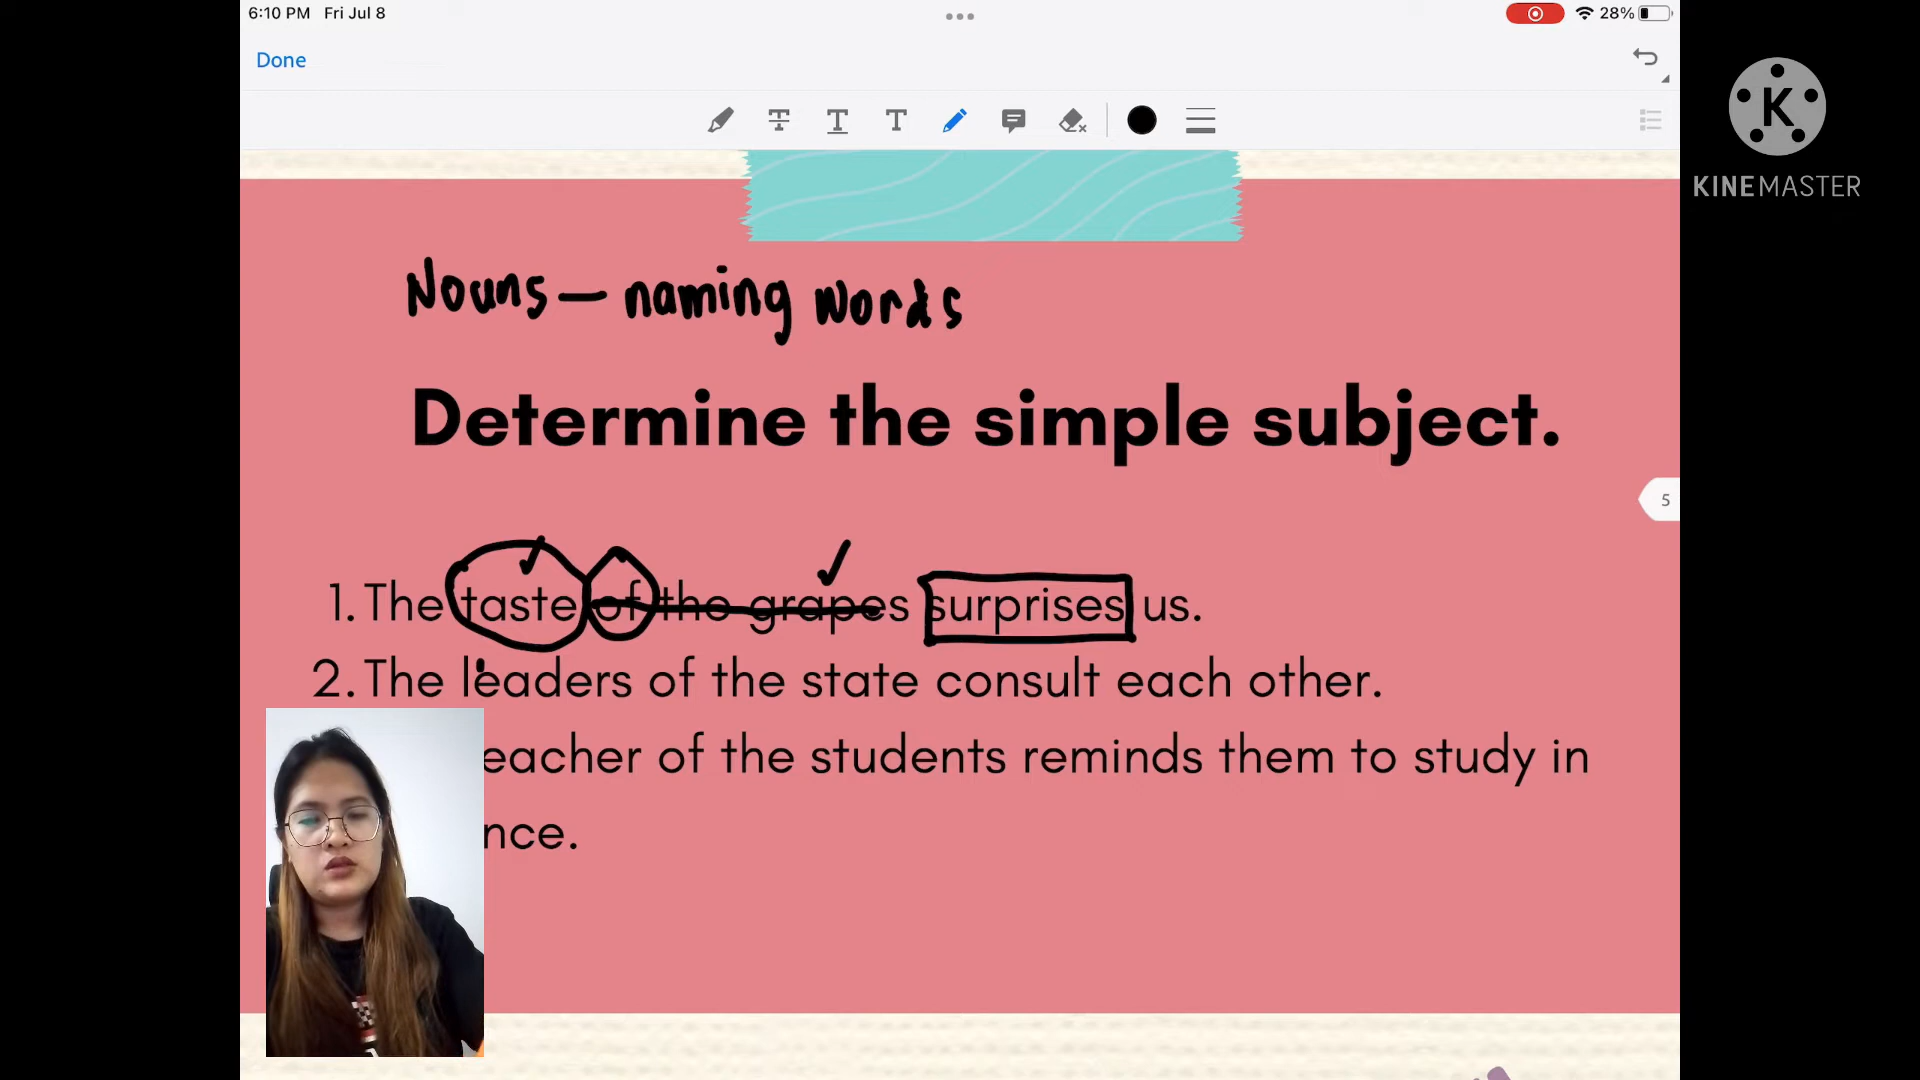 6:10 PM Fri Jul 8
28%
Done
K
KINEMASTER
Nouns — naming words
Determine the simple subject.
5
1. The taste of the grapes surprises us.
2. The leaders of the state consult each other.
eacher of the students reminds them to study in
nce.